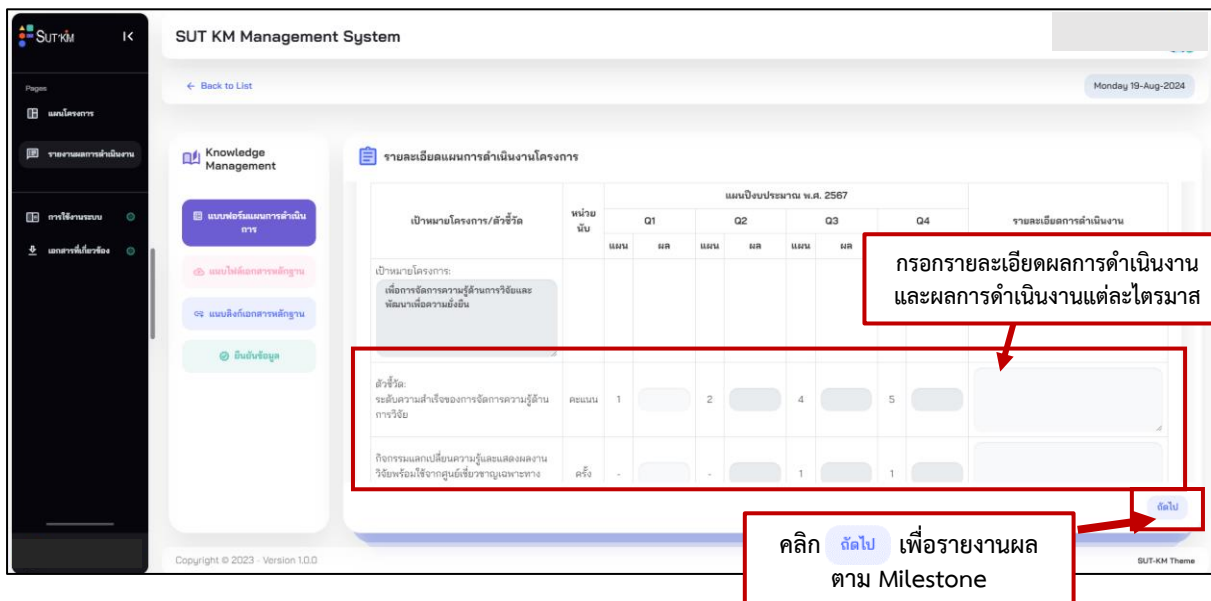 SUT KM
SUT KM Management System
Pages
แผนโครงการ
รายงานผลการดำเนินงาน
การใช้งานระบบ
เอกสารที่เกี่ยวข้อง
← Back to List
Monday 19-Aug-2024
Knowledge
Management
แบบฟอร์มแผนการดำเนิน
การ
แนบไฟล์เอกสารหลักฐาน
แนบลิงก์เอกสารหลักฐาน
ยืนยันข้อมูล
รายละเอียดแผนการดำเนินงานโครงการ
เป้าหมายโครงการ/ตัวชี้วัด
หน่วย
นับ
แผนปีงบประมาณ พ.ศ. 2567
Q1 Q2 Q3 Q4
แผน ผล แผน ผล แผน ผล
รายละเอียดการดำเนินงาน
กรอกรายละเอียดผลการดำเนินงาน
และผลการดำเนินงานแต่ละไตรมาส
เป้าหมายโครงการ:
เพื่อการจัดการความรู้ด้านการวิจัยและ
พัฒนาเพื่อความยั่งยืน
ตัวชี้วัด:
ระดับความสำเร็จของการจัดการความรู้ด้าน
การวิจัย
คะแนน 1 2 4 5
กิจกรรมแลกเปลี่ยนความรู้และแสดงผลงาน
วิจัยพร้อมใช้จากศูนย์เชี่ยวชาญเฉพาะทาง
ครั้ง - - 1 1
ถัดไป
คลิก ถัดไป เพื่อรายงานผล
ตาม Milestone
Copyright © 2023 - Version 1.0.0
SUT-KM Theme